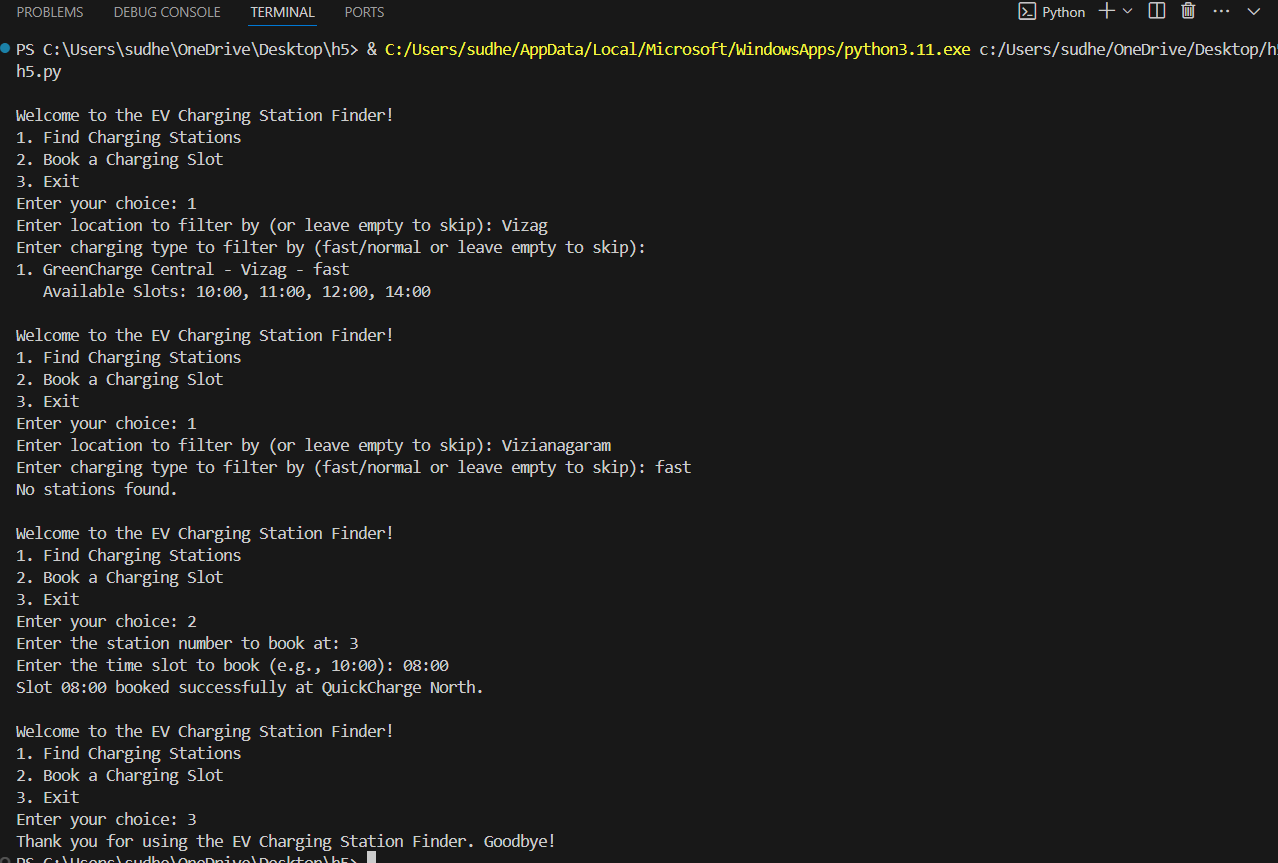 PROBLEMS DEBUG CONSOLE TERMINAL PORTS Python
PS C:\Users\sudhe\OneDrive\Desktop\h5> & C:/Users/sudhe/AppData/Local/Microsoft/WindowsApps/python3.11.exe c:/Users/sudhe/OneDrive/Desktop/h5
h5.py
Welcome to the EV Charging Station Finder!
1. Find Charging Stations
2. Book a Charging Slot
3. Exit
Enter your choice: 1
Enter location to filter by (or leave empty to skip): Vizag
Enter charging type to filter by (fast/normal or leave empty to skip):
1. GreenCharge Central - Vizag - fast
Available Slots: 10:00, 11:00, 12:00, 14:00
Welcome to the EV Charging Station Finder!
1. Find Charging Stations
2. Book a Charging Slot
3. Exit
Enter your choice: 1
Enter location to filter by (or leave empty to skip): Vizianagaram
Enter charging type to filter by (fast/normal or leave empty to skip): fast
No stations found.
Welcome to the EV Charging Station Finder!
1. Find Charging Stations
2. Book a Charging Slot
3. Exit
Enter your choice: 2
Enter the station number to book at: 3
Enter the time slot to book (e.g., 10:00): 08:00
Slot 08:00 booked successfully at QuickCharge North.
Welcome to the EV Charging Station Finder!
1. Find Charging Stations
2. Book a Charging Slot
3. Exit
Enter your choice: 3
Thank you for using the EV Charging Station Finder. Goodbye!
PS C:\Users\sudhe\OneDrive\Desktop\h5>